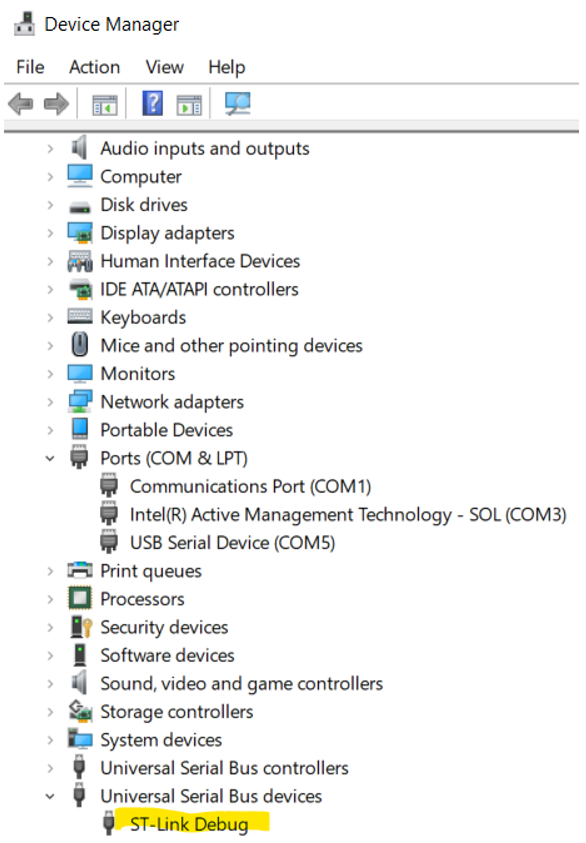 Device Manager
File Action View Help
?
Audio inputs and outputs
Computer
Disk drives
Display adapters
Human Interface Devices
IDE ATA/ATAPI controllers
Keyboards
Mice and other pointing devices
Monitors
Network adapters
Portable Devices
Ports (COM & LPT)
Communications Port (COM1)
Intel(R) Active Management Technology - SOL (COM3)
USB Serial Device (COM5)
Print queues
Processors
Security devices
Software devices
Sound, video and game controllers
Storage controllers
System devices
Universal Serial Bus controllers
Universal Serial Bus devices
ST-Link Debug